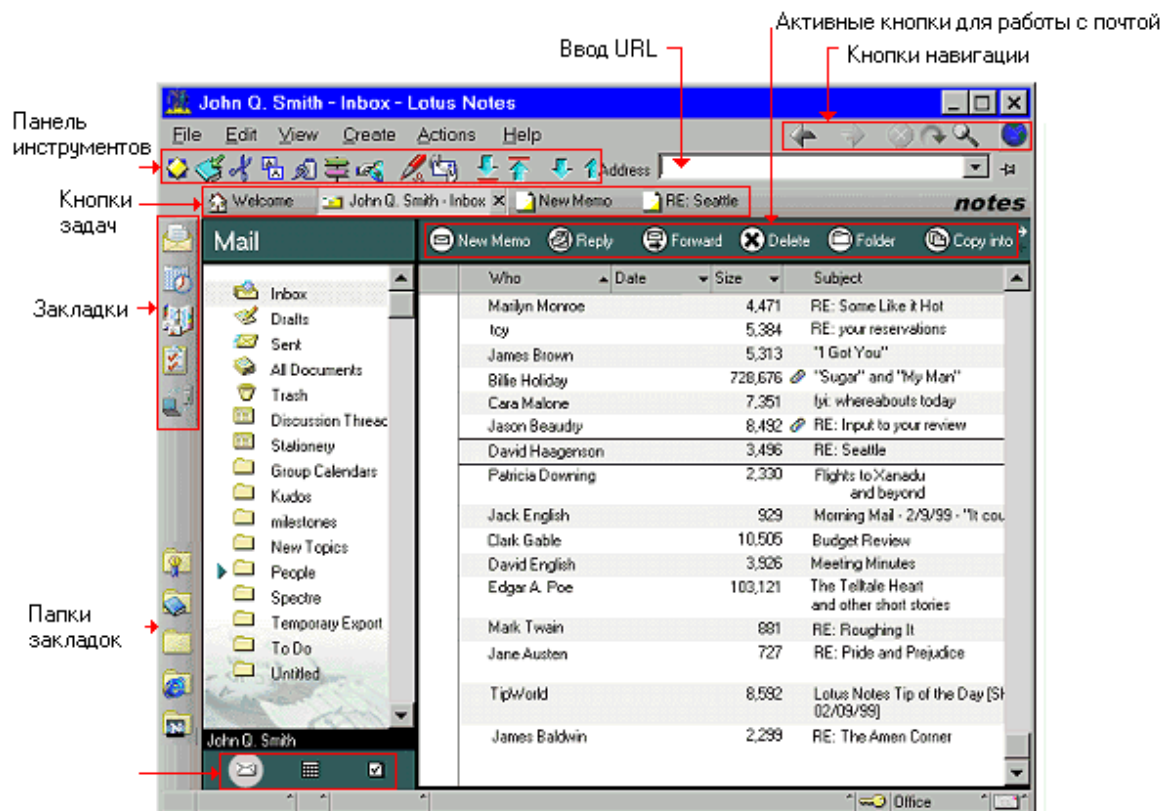 Активные кнопки для работы с почтой
Ввод URL
Кнопки навигации
John Q. Smith - Inbox - Lotus Notes
Панель
инструментов
File Edit View Create Actions Help
Address
Кнопки
задач
Welcome John Q. Smith - Inbox New Memo RE: Seattle notes
Mail New Memo Reply Forward Delete Folder Copy into
Закладки
Who Date Size Subject
Inbox
Drafts
Sent
All Documents
Trash
Discussion Threac
Stationery
Group Calendars
Kudos
milestones
New Topics
People
Spectre
Temporary Export
To Do
Untitled
Marilyn Monroe 4,471 RE: Some Like it Hot
toy 5,384 RE: your reservations
James Brown 5,313 "I Got You"
Billie Holiday 728,676 "Sugar" and "My Man"
Cara Malone 7,351 fyi: whereabouts today
Jason Beaudry 8,492 RE: Input to your review
David Haagenson 3,496 RE: Seattle
Patricia Downing 2,330 Flights to Xanadu
and beyond
Jack English 929 Morning Mail - 2/9/99 - "It cou
Clark Gable 10,505 Budget Review
David English 3,926 Meeting Minutes
Edgar A. Poe 103,121 The Telltale Heart
and other short stories
Mark Twain 881 RE: Roughing It
Jane Austen 727 RE: Pride and Prejudice
TipWorld 8,592 Lotus Notes Tip of the Day [SH
02/09/99]
James Baldwin 2,299 RE: The Amen Corner
Папки
закладок
John Q. Smith
Office